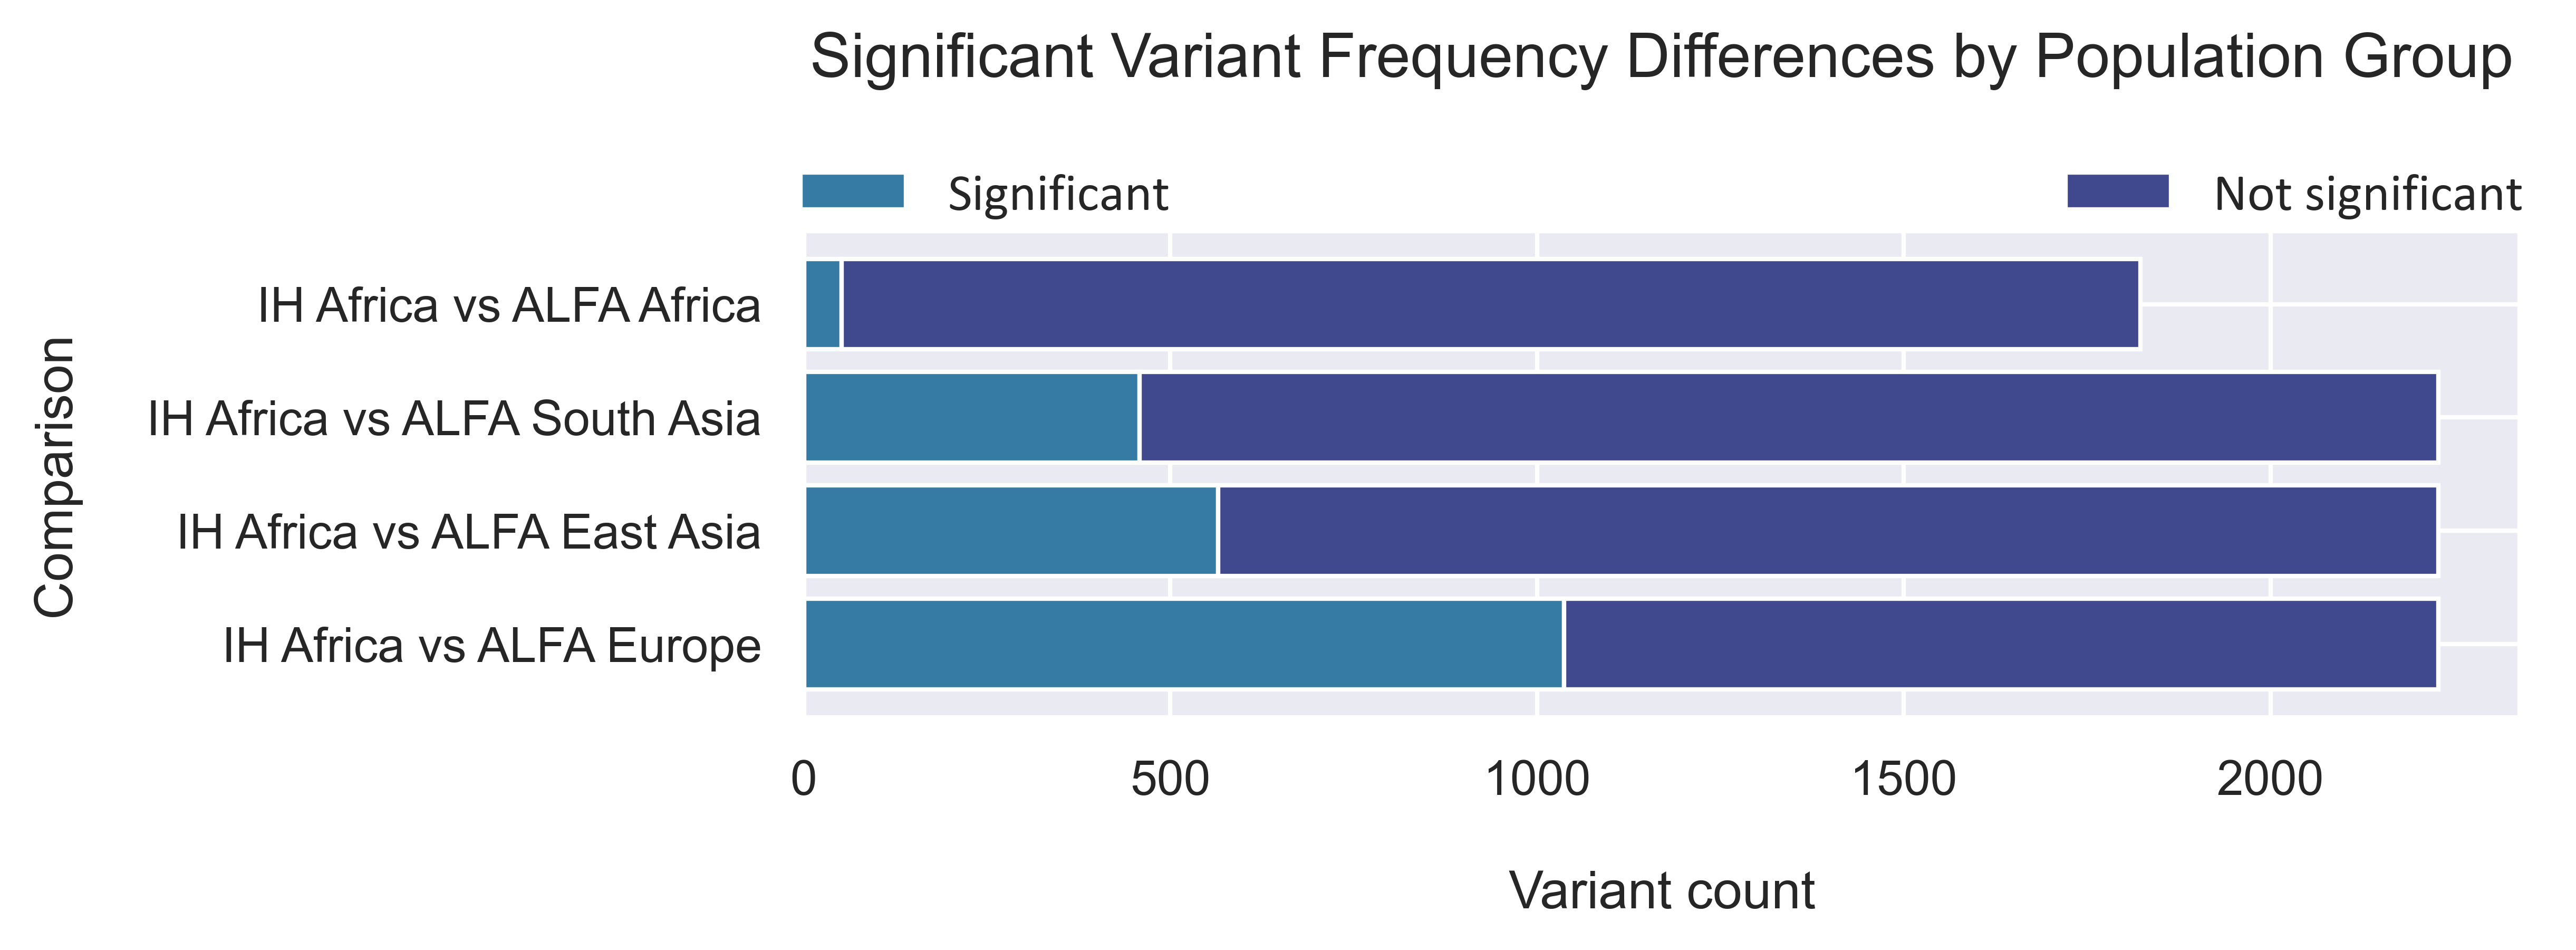 Significant Variant Frequency Differences by Population Group
Significant
Not significant
Comparison
IH Africa vs ALFA Africa
IH Africa vs ALFA South Asia
IH Africa vs ALFA East Asia
IH Africa vs ALFA Europe
0 500 1000 1500 2000
Variant count